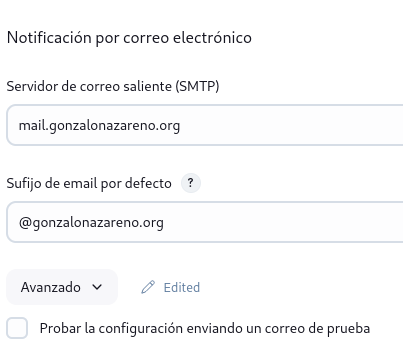 Notificación por correo electrónico
Servidor de correo saliente (SMTP)
mail.gonzalonazareno.org
Sufijo de email por defecto ?
@gonzalonazareno.org
Avanzado Edited
Probar la configuración enviando un correo de prueba